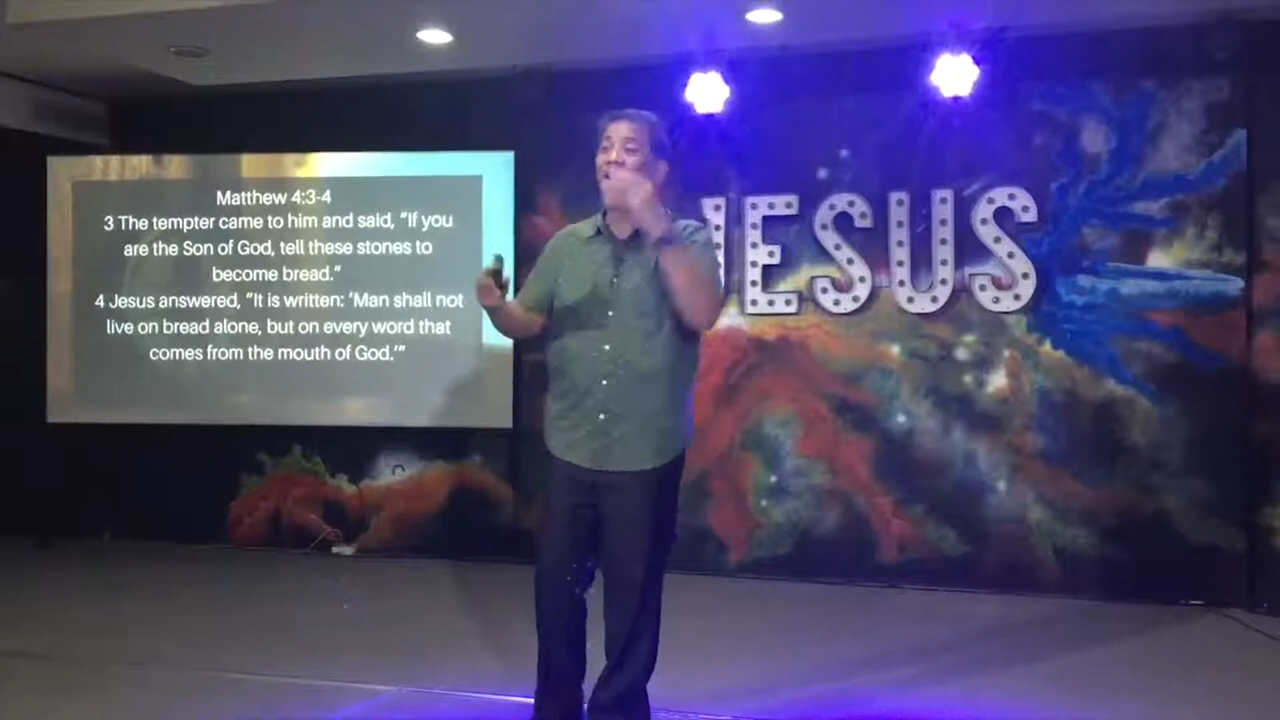 Matthew 4:3-4
3 The tempter came to him and said, “If you
are the Son of God, tell these stones to
become bread.”
4 Jesus answered, “It is written: ‘Man shall not
live on bread alone, but on every word that
comes from the mouth of God.’”
JESUS